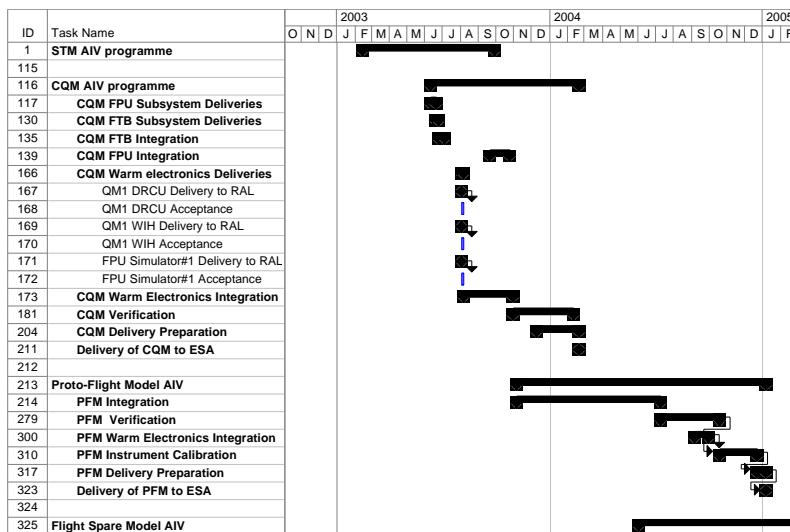 2003 2004 2005
ID Task Name O N D J F M A M J J A S O N D J F M A M J J A S O N D J F
1 STM AIV programme
115
116 CQM AIV programme
117 CQM FPU Subsystem Deliveries
130 CQM FTB Subsystem Deliveries
135 CQM FTB Integration
139 CQM FPU Integration
166 CQM Warm electronics Deliveries
167 QM1 DRCU Delivery to RAL
168 QM1 DRCU Acceptance
169 QM1 WIH Delivery to RAL
170 QM1 WIH Acceptance
171 FPU Simulator#1 Delivery to RAL
172 FPU Simulator#1 Acceptance
173 CQM Warm Electronics Integration
181 CQM Verification
204 CQM Delivery Preparation
211 Delivery of CQM to ESA
212
213 Proto-Flight Model AIV
214 PFM Integration
279 PFM Verification
300 PFM Warm Electronics Integration
310 PFM Instrument Calibration
317 PFM Delivery Preparation
323 Delivery of PFM to ESA
324
325 Flight Spare Model AIV